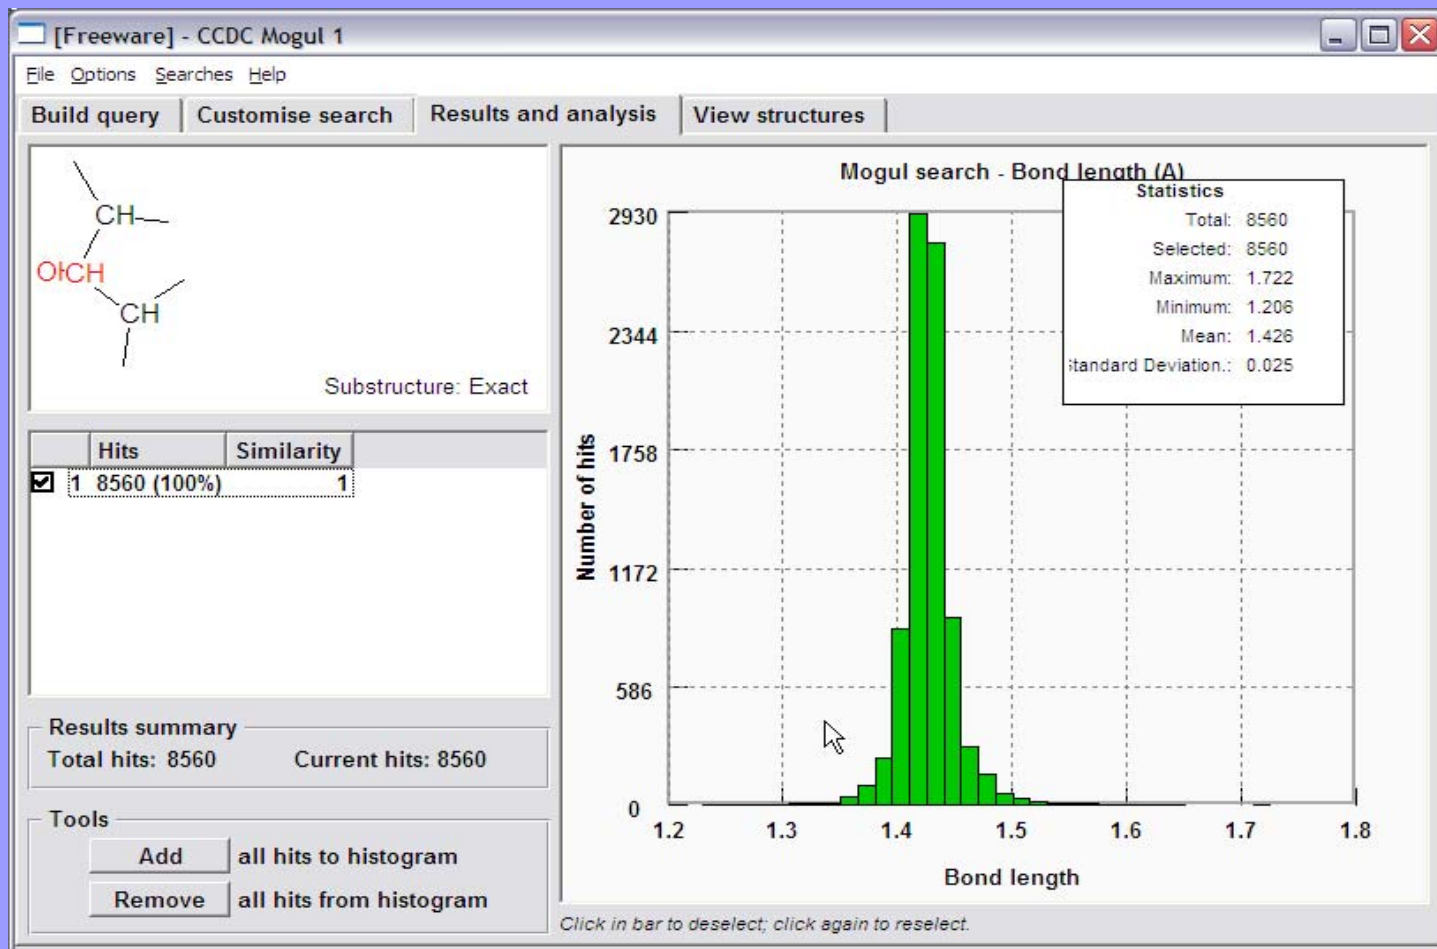 [Freeware] - CCDC Mogul 1
File Options Searches Help
Build query Customise search Results and analysis View structures
CH
OHCH
CH
Substructure: Exact
Hits Similarity
1 8560 (100%) 1
Results summary
Total hits: 8560 Current hits: 8560
Tools
Add all hits to histogram
Remove all hits from histogram
Mogul search - Bond length (A)
Statistics
Total: 8560
Selected: 8560
Maximum: 1.722
Minimum: 1.206
Mean: 1.426
tandard Deviation.: 0.025
Number of hits
2930
2344
1758
1172
586
0
1.2 1.3 1.4 1.5 1.6 1.7 1.8
Bond length
Click in bar to deselect; click again to reselect.